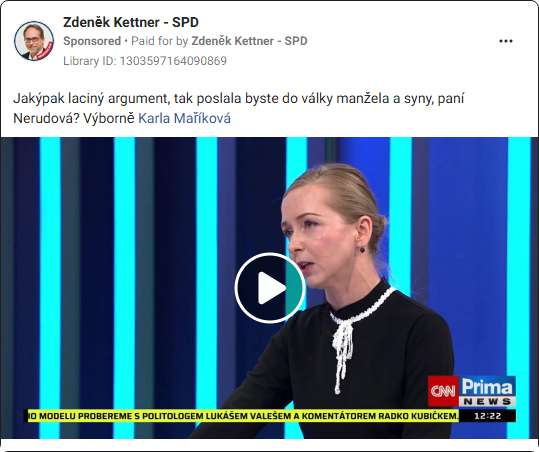 Zdeněk Kettner - SPD
Sponsored • Paid for by Zdeněk Kettner - SPD
Library ID: 1303597164090869
Jakýpak laciný argument, tak poslala byste do války manžela a syny, paní
Nerudová? Výborně Karla Maříková
CNN Prima
NEWS
IO MODELU PROBEREME S POLITOLOGEM LUKÁŠEM VALEŠEM A KOMENTÁTOREM RADKO KUBIČKEM.
12:22